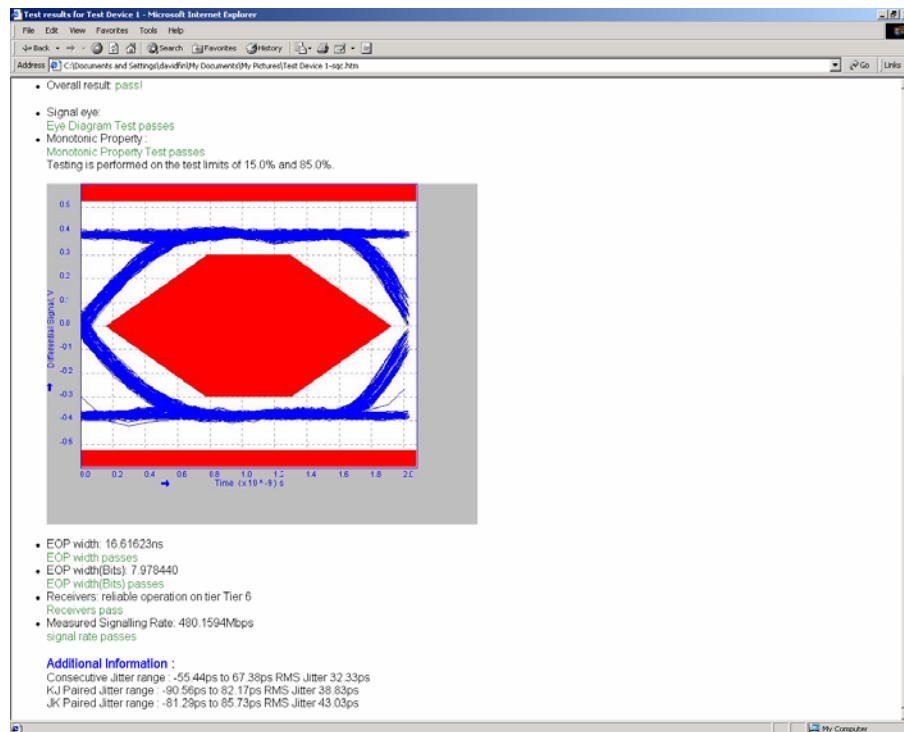 Test results for Test Device 1 - Microsoft Internet Explorer
File Edit View Favorites Tools Help
Back Search Favorites History
Address C:\Documents and Settings\davidfin\My Documents\My Pictures\Test Device 1-sqc.htm Go Links
• Overall result: pass!
• Signal eye:
Eye Diagram Test passes
• Monotonic Property :
Monotonic Property Test passes
Testing is performed on the test limits of 15.0% and 85.0%.
0.5
0.4
0.3
0.2
0.0
-0.2
-0.3
-0.4
Differential Signal, V
0.0 0.2 0.4 0.6 0.8 1.0 1.2 1.4 1.6 1.8 2.0
Time (x10^-9) s
• EOP width: 16.61623ns
EOP width passes
• EOP width(Bits): 7.978440
EOP width(Bits) passes
• Receivers: reliable operation on tier Tier 6
Receivers pass
• Measured Signalling Rate: 480.1594Mbps
signal rate passes
Additional Information :
Consecutive Jitter range : -55.44ps to 67.38ps RMS Jitter 32.33ps
KJ Paired Jitter range : -90.56ps to 82.17ps RMS Jitter 38.83ps
JK Paired Jitter range : -81.29ps to 85.73ps RMS Jitter 43.03ps
My Computer